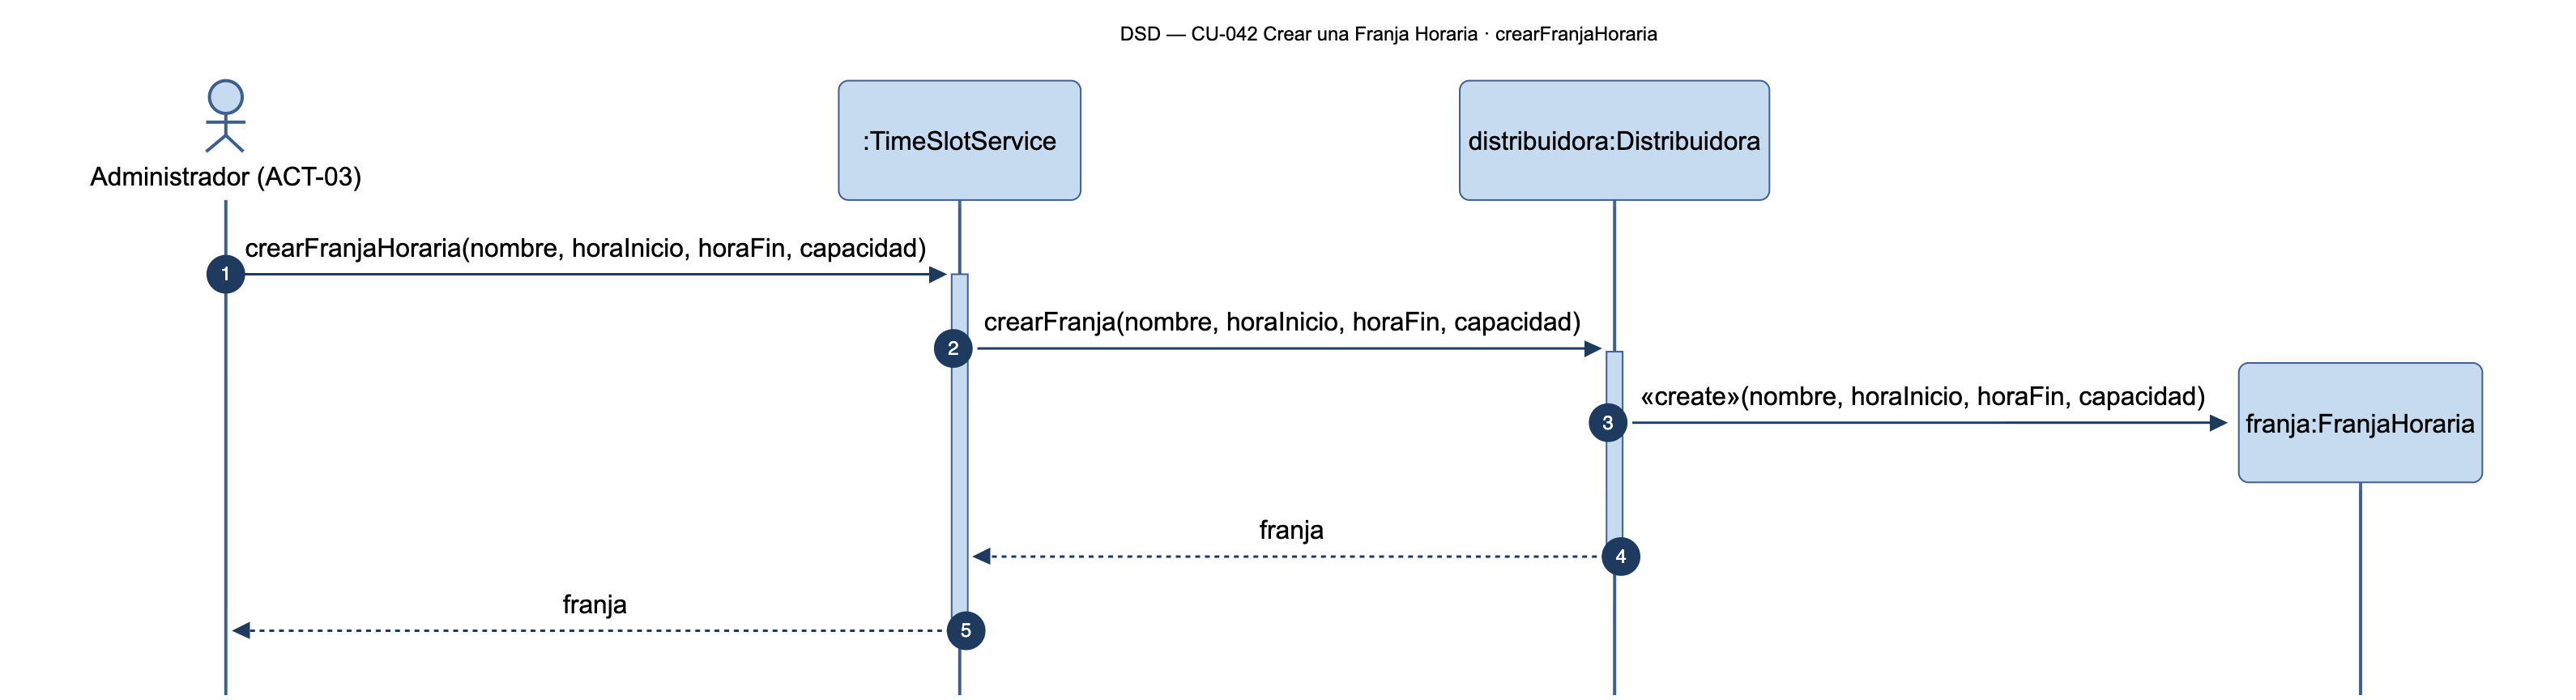 DSD — CU-042 Crear una Franja Horaria · crearFranjaHoraria
Administrador (ACT-03)
:TimeSlotService
distribuidora:Distribuidora
1
crearFranjaHoraria(nombre, horaInicio, horaFin, capacidad)
2
crearFranja(nombre, horaInicio, horaFin, capacidad)
3
«create»(nombre, horaInicio, horaFin, capacidad)
franja:FranjaHoraria
franja
4
franja
5